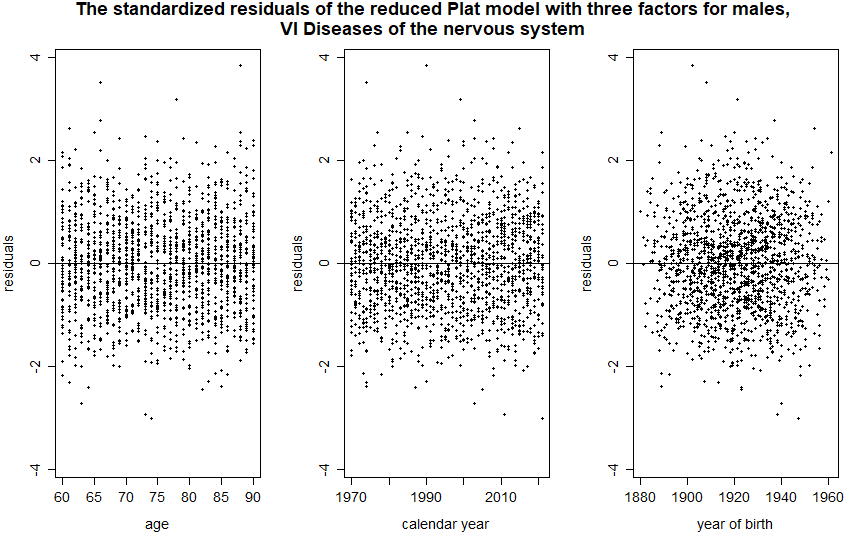 The standardized residuals of the reduced Plat model with three factors for males,
VI Diseases of the nervous system
residuals
4
2
0
-2
-4
60 65 70 75 80 85 90
age
residuals
4
2
0
-2
-4
1970 1990 2010
calendar year
residuals
4
2
0
-2
-4
1880 1900 1920 1940 1960
year of birth